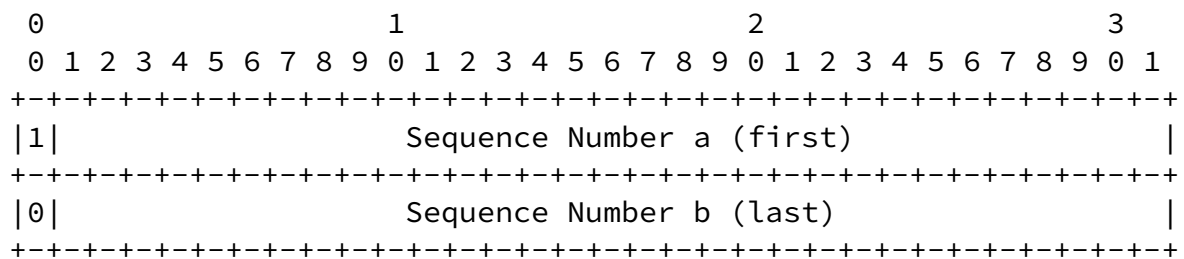 0                   1                   2                   3
 0 1 2 3 4 5 6 7 8 9 0 1 2 3 4 5 6 7 8 9 0 1 2 3 4 5 6 7 8 9 0 1
+-+-+-+-+-+-+-+-+-+-+-+-+-+-+-+-+-+-+-+-+-+-+-+-+-+-+-+-+-+-+-+-+
|1|                   Sequence Number a (first)                 |
+-+-+-+-+-+-+-+-+-+-+-+-+-+-+-+-+-+-+-+-+-+-+-+-+-+-+-+-+-+-+-+-+
|0|                   Sequence Number b (last)                  |
+-+-+-+-+-+-+-+-+-+-+-+-+-+-+-+-+-+-+-+-+-+-+-+-+-+-+-+-+-+-+-+-+